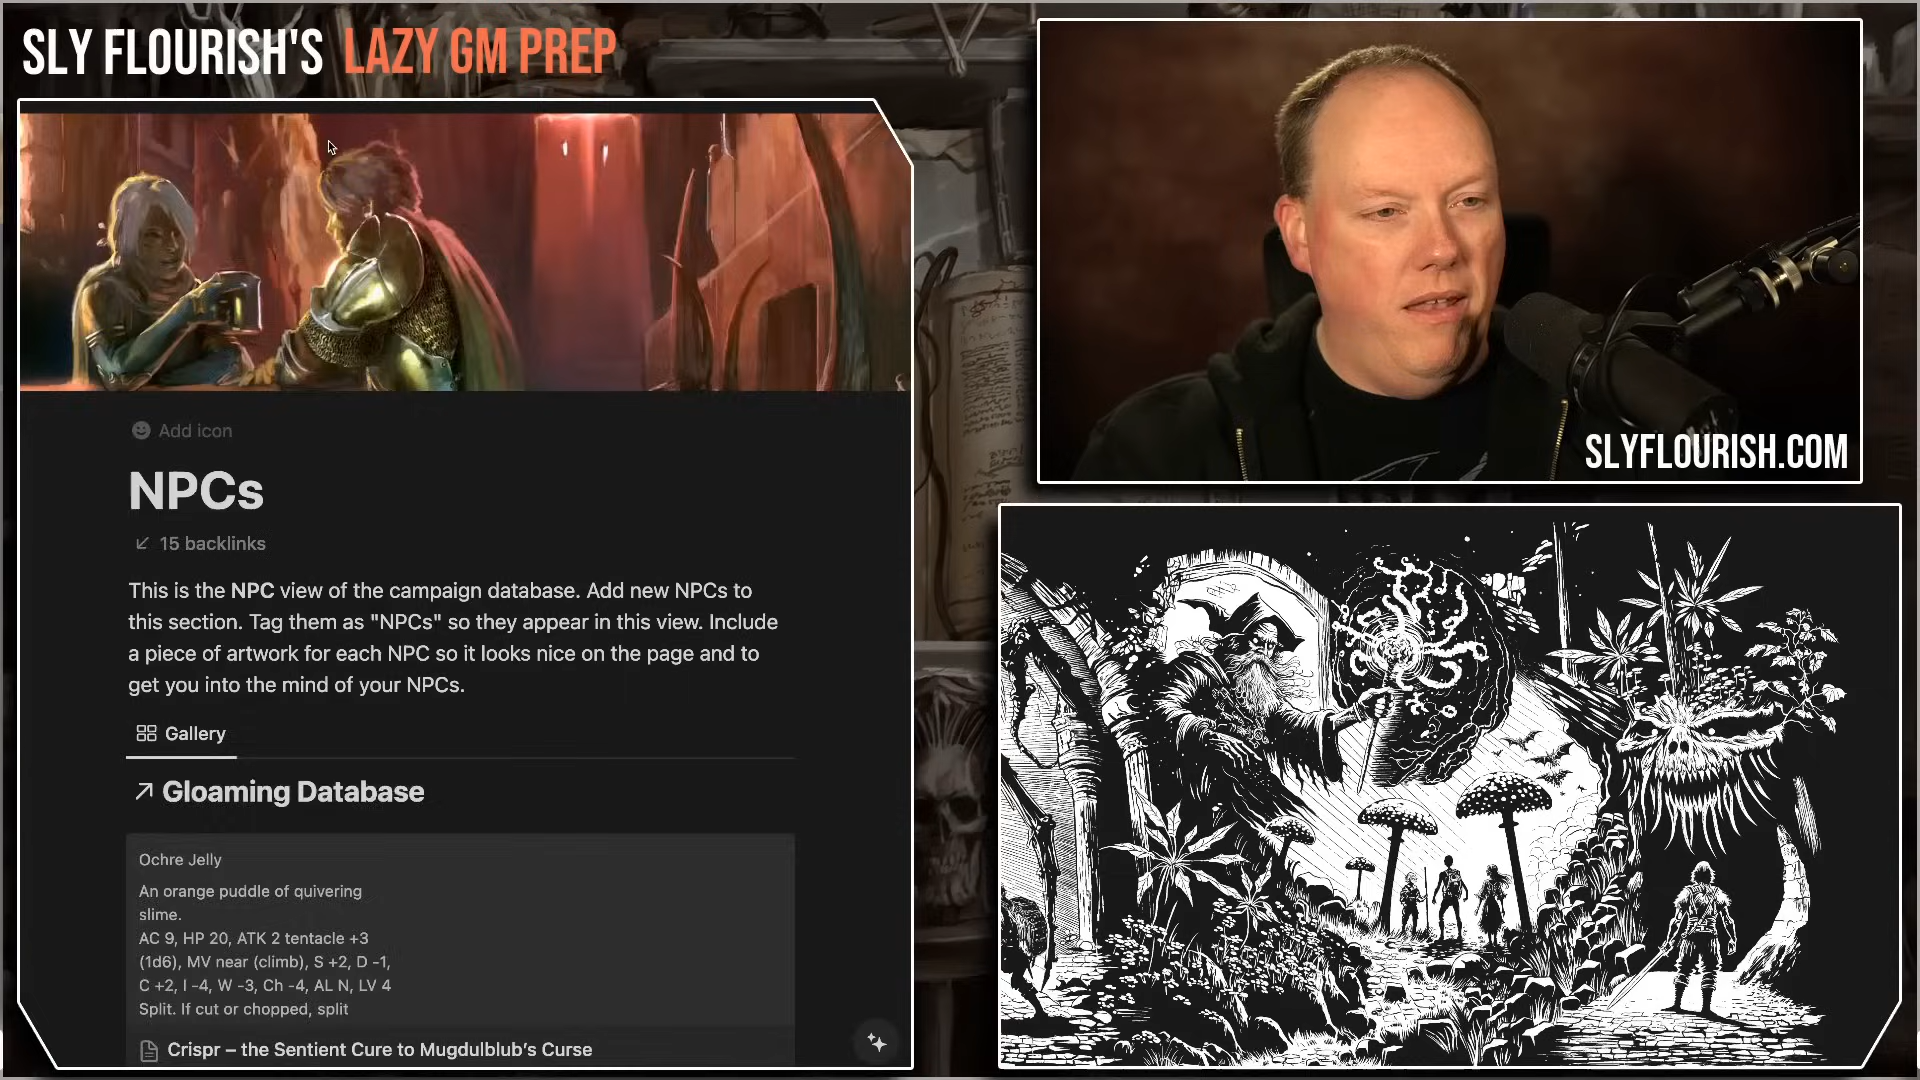 SLY FLOURISH'S LAZY GM PREP
Add icon
NPCs
15 backlinks
This is the NPC view of the campaign database. Add new NPCs to
this section. Tag them as "NPCs" so they appear in this view. Include
a piece of artwork for each NPC so it looks nice on the page and to
get you into the mind of your NPCs.
Gallery
Gloaming Database
Ochre Jelly
An orange puddle of quivering
slime.
AC 9, HP 20, ATK 2 tentacle +3
(1d6), MV near (climb), S +2, D -1,
C +2, I -4, W -3, Ch -4, AL N, LV 4
Split. If cut or chopped, split
Crispr – the Sentient Cure to Mugdulblub's Curse
SLYFLOURISH.COM